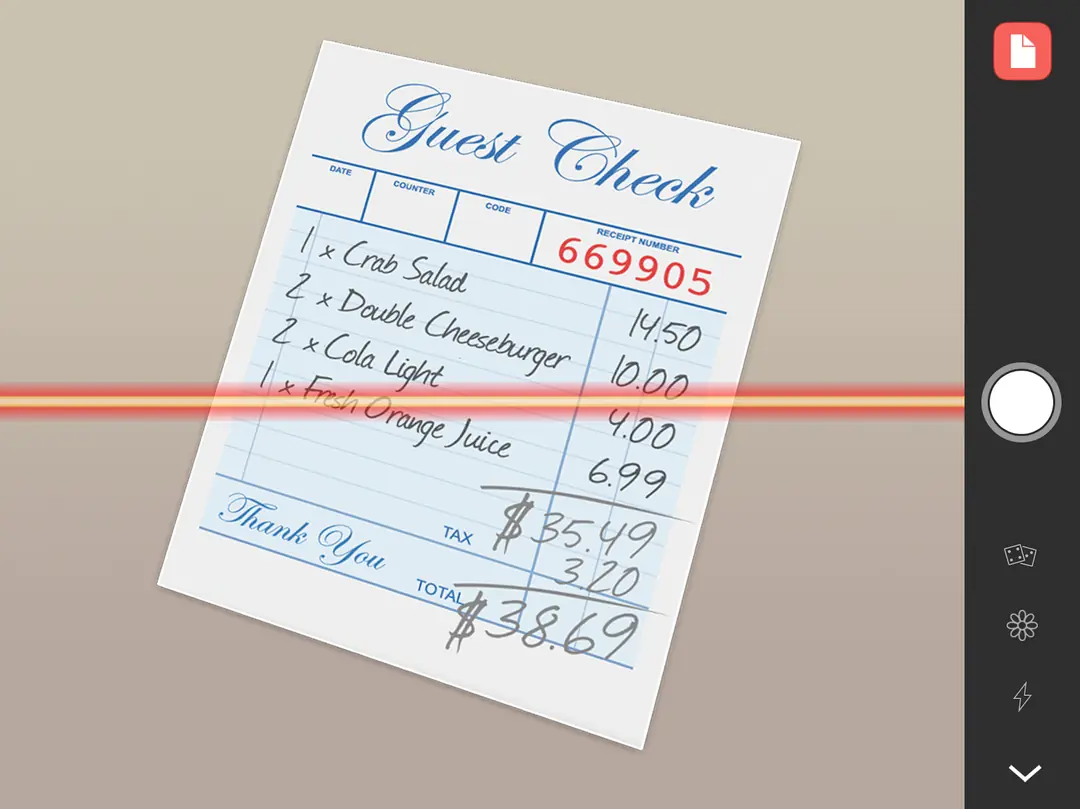 Guest Check
DATE COUNTER CODE RECEIPT NUMBER
669905
1 x Crab Salad 14.50
2 x Double Cheeseburger 10.00
2 x Cola Light 4.00
1 x Fresh Orange Juice 6.99
$35.49
TAX 3.20
Thank You
TOTAL $38.69